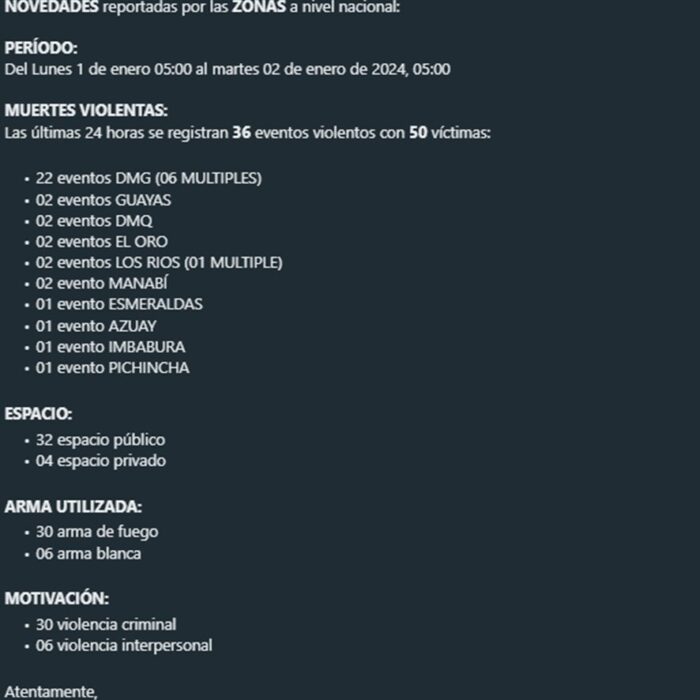 NOVEDADES reportadas por las ZONAS a nivel nacional:
PERÍODO:
Del Lunes 1 de enero 05:00 al martes 02 de enero de 2024, 05:00
MUERTES VIOLENTAS:
Las últimas 24 horas se registran 36 eventos violentos con 50 víctimas:
• 22 eventos DMG (06 MULTIPLES)
• 02 eventos GUAYAS
• 02 eventos DMQ
• 02 eventos EL ORO
• 02 eventos LOS RIOS (01 MULTIPLE)
• 02 evento MANABÍ
• 01 evento ESMERALDAS
• 01 evento AZUAY
• 01 evento IMBABURA
• 01 evento PICHINCHA
ESPACIO:
• 32 espacio público
• 04 espacio privado
ARMA UTILIZADA:
• 30 arma de fuego
• 06 arma blanca
MOTIVACIÓN:
• 30 violencia criminal
• 06 violencia interpersonal
Atentamente,